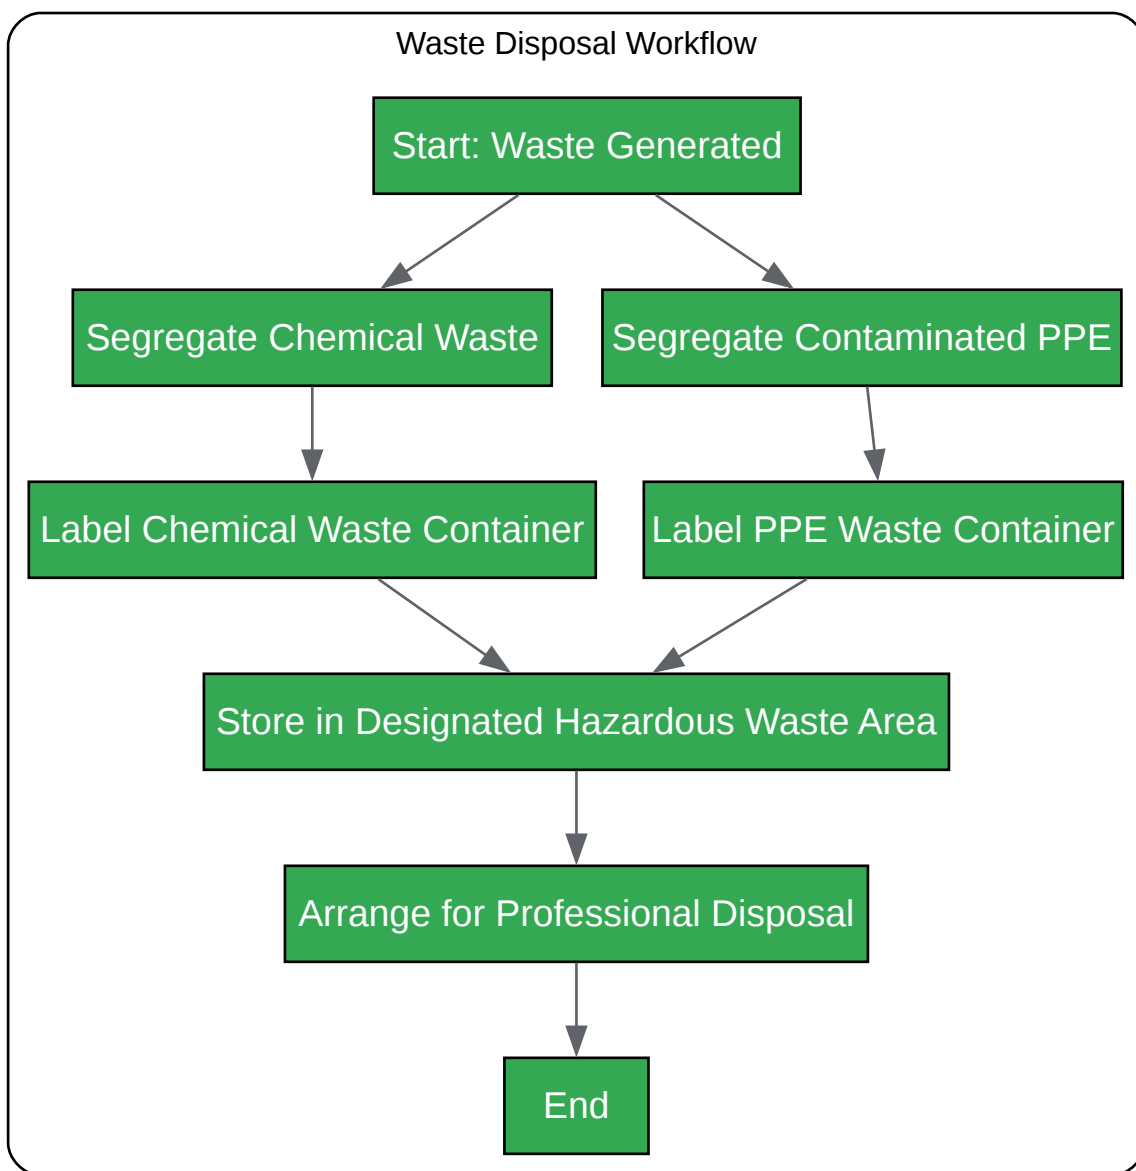 Waste Disposal Workflow
Start: Waste Generated
Segregate Chemical Waste
Segregate Contaminated PPE
Label Chemical Waste Container
Label PPE Waste Container
Store in Designated Hazardous Waste Area
Arrange for Professional Disposal
End